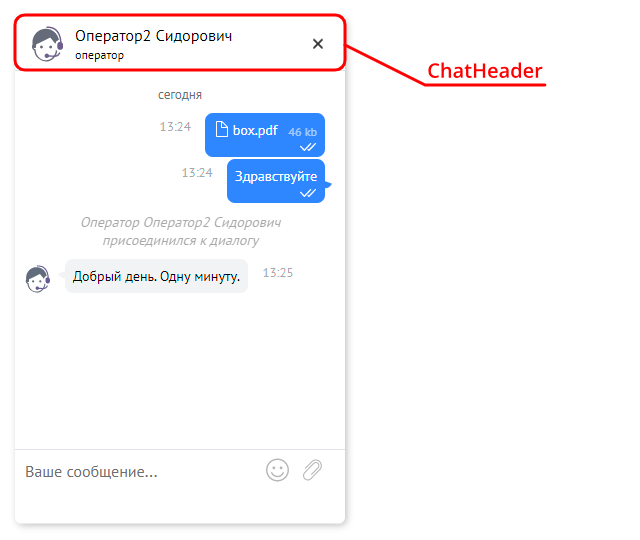 Оператор2 Сидорович
оператор
ChatHeader
сегодня
13:24 box.pdf 46 kb
13:24 Здравствуйте
Оператор Оператор2 Сидорович
присоединился к диалогу
Добрый день. Одну минуту. 13:25
Ваше сообщение...